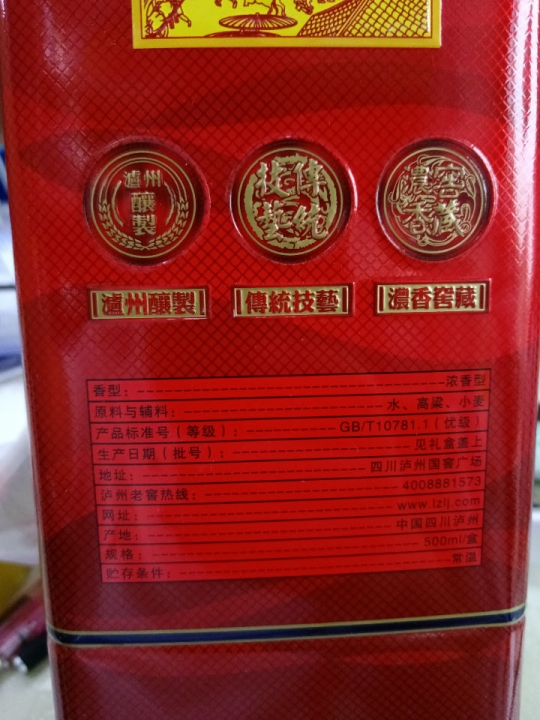 瀘州
釀製
技傳
藝統
濃窖
香藏
瀘州釀製
傳統技藝
濃香窖藏
香型：浓香型
原料与辅料：水、高粱、小麦
产品标准号（等级）：GB/T10781.1（优级）
生产日期（批号）：见礼盒盖上
地址：四川泸州国窖广场
泸州老窖热线：4008881573
网址：www.lzlj.com
产地：中国四川泸州
规格：500ml/盒
贮存条件：常温